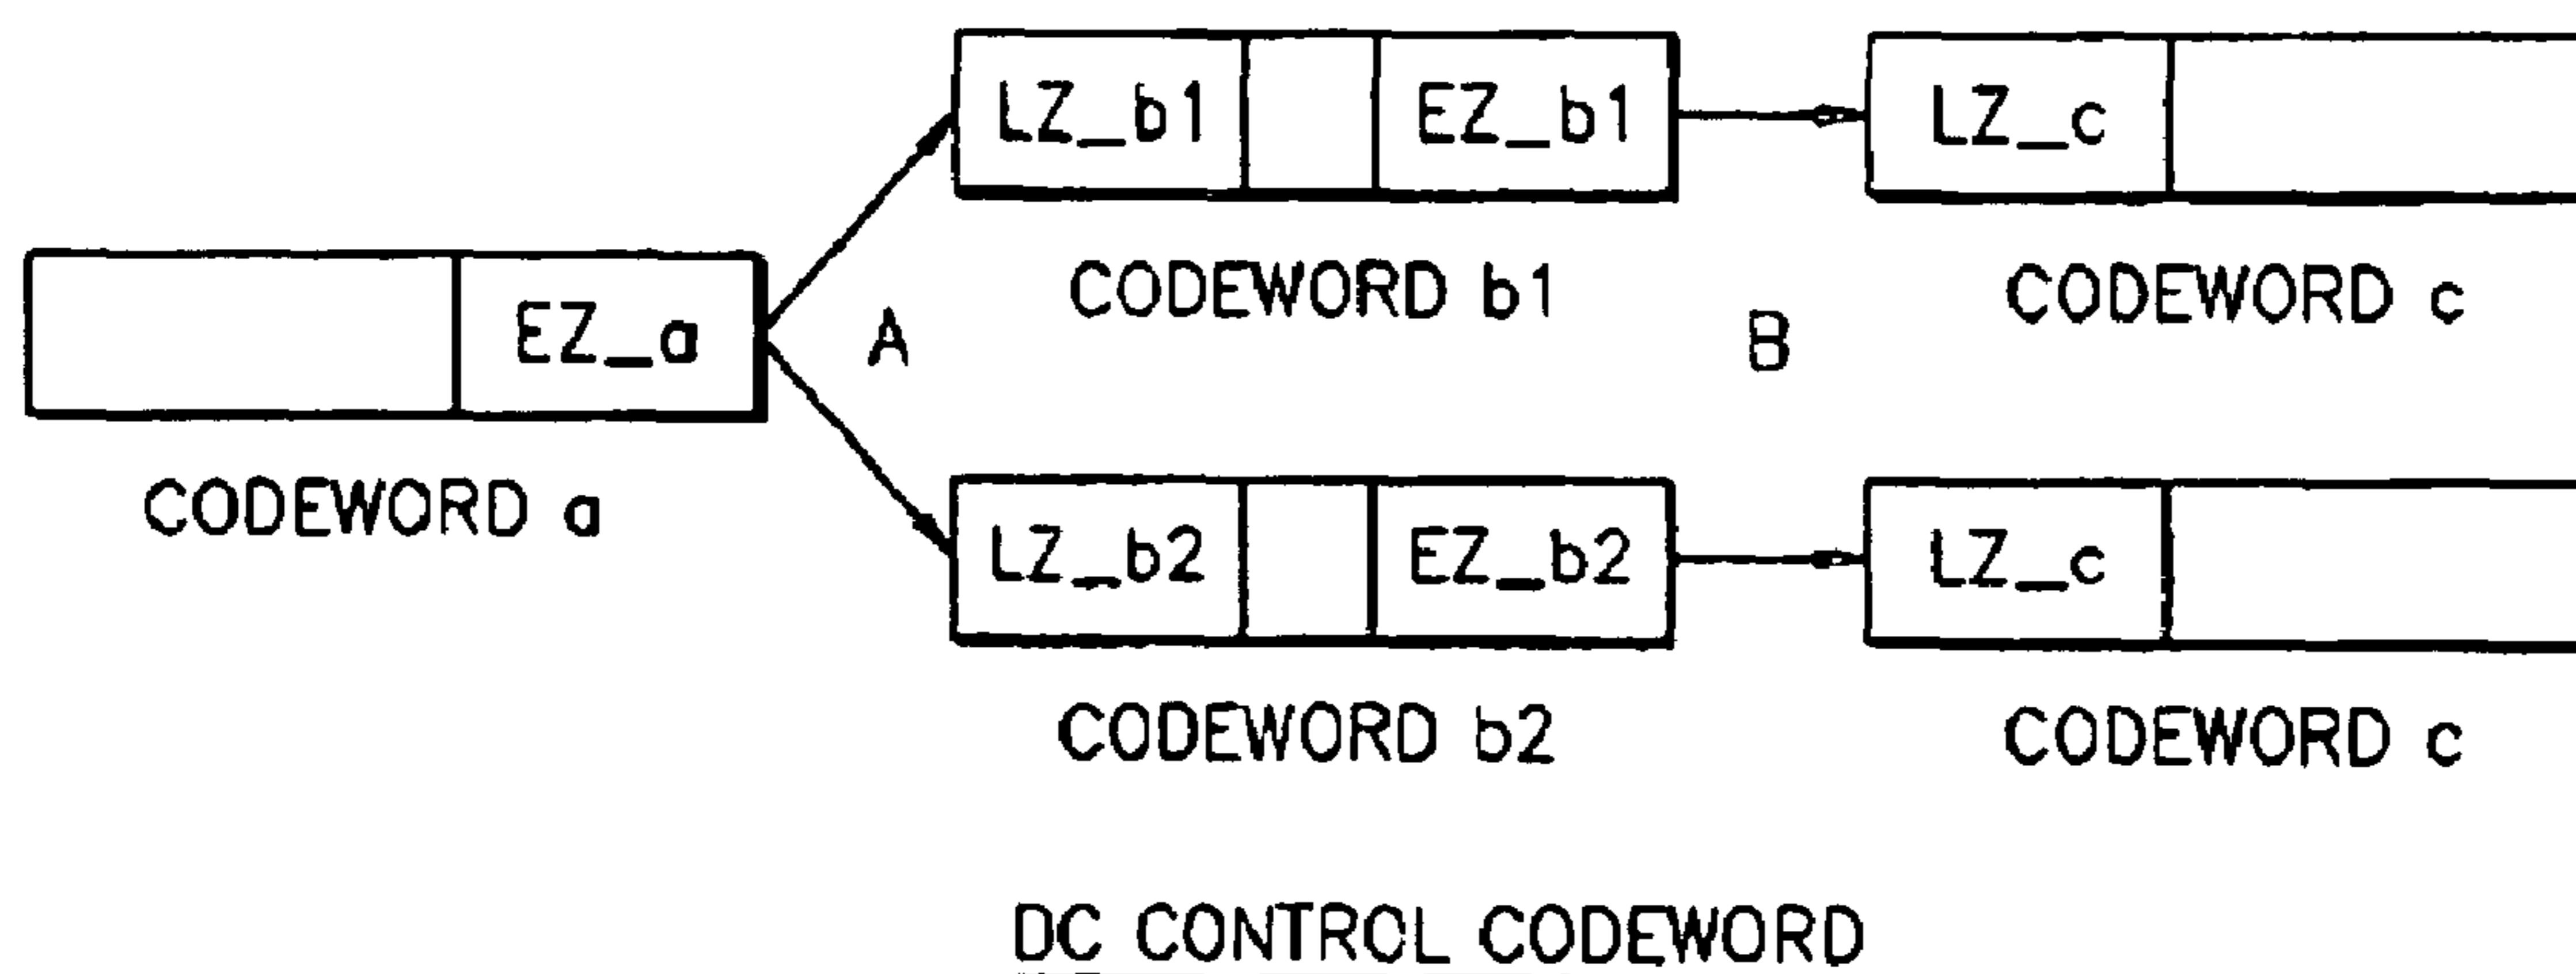 LZ_b1 EZ_b1 LZ_c
CODEWORD b1 CODEWORD c
EZ_a A B
CODEWORD a
LZ_b2 EZ_b2 LZ_c
CODEWORD b2 CODEWORD c
DC CONTROL CODEWORD